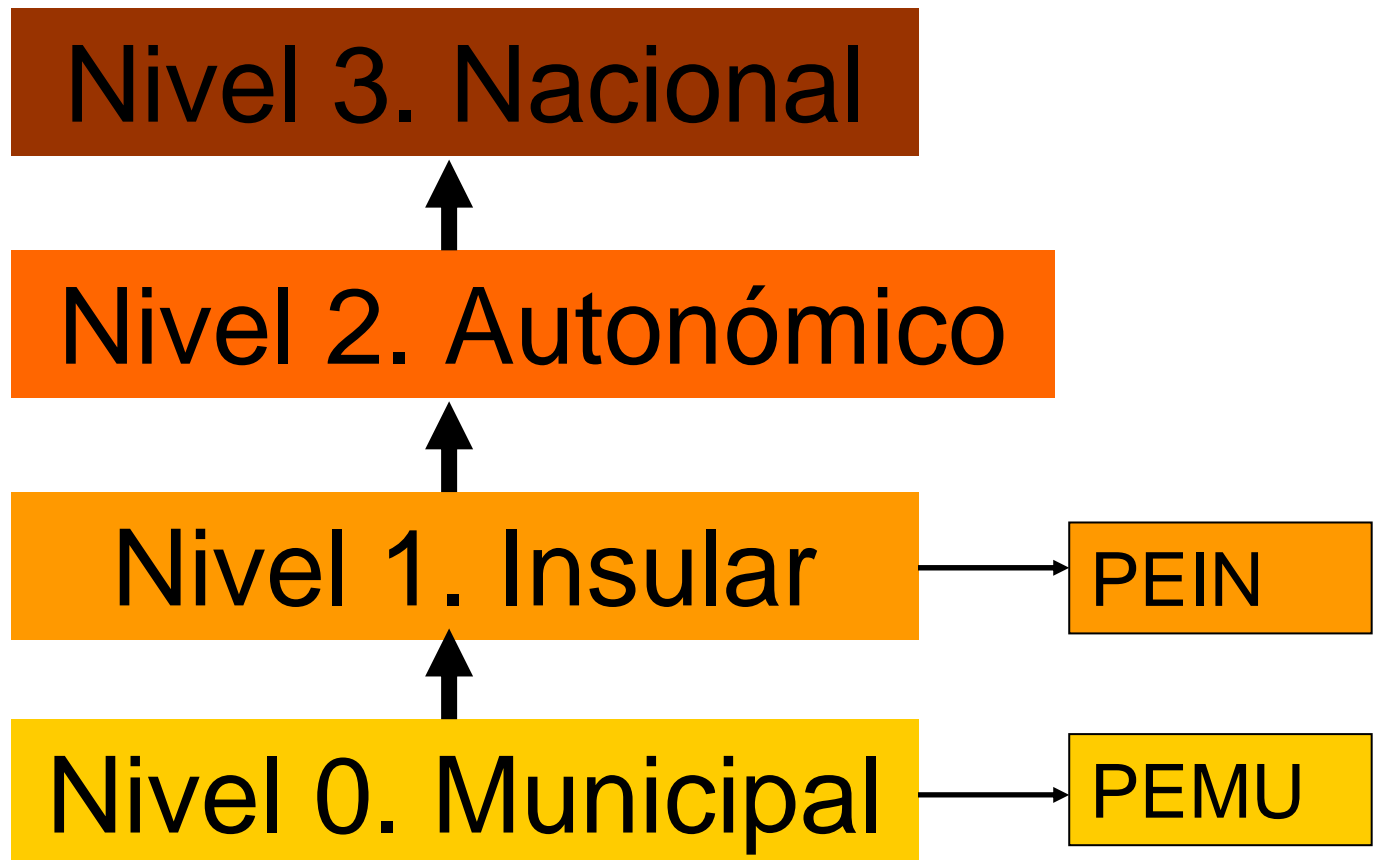 Nivel 3. Nacional
Nivel 2. Autonómico
Nivel 1. Insular
PEIN
Nivel 0. Municipal
PEMU